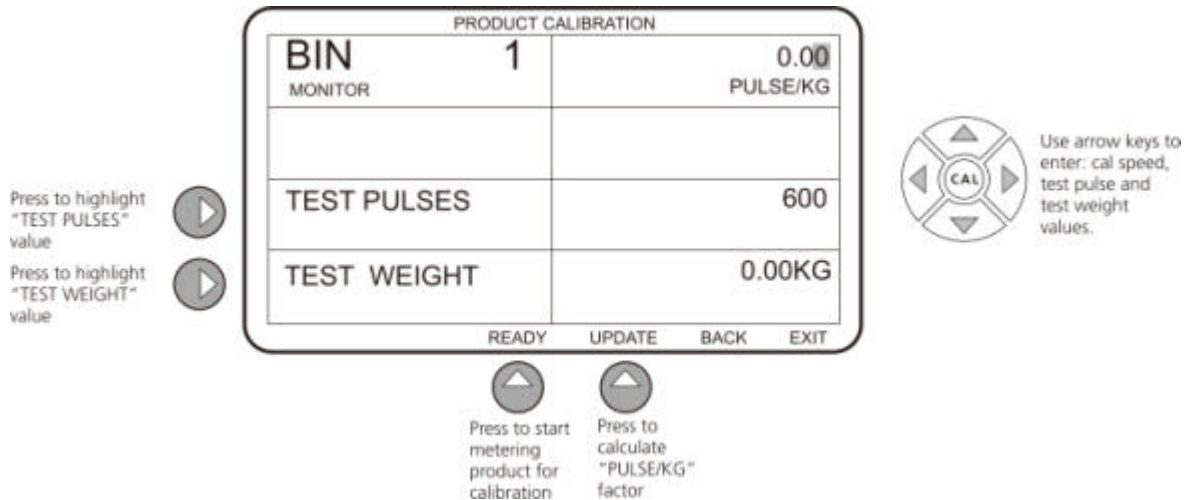 PRODUCT CALIBRATION
BIN 1
MONITOR
0.00
PULSE/KG
TEST PULSES 600
TEST WEIGHT 0.00KG
READY UPDATE BACK EXIT
Press to highlight
"TEST PULSES"
value
Press to highlight
"TEST WEIGHT"
value
CAL
Use arrow keys to
enter: cal speed,
test pulse and
test weight
values.
Press to start
metering
product for
calibration
Press to
calculate
"PULSE/KG"
factor